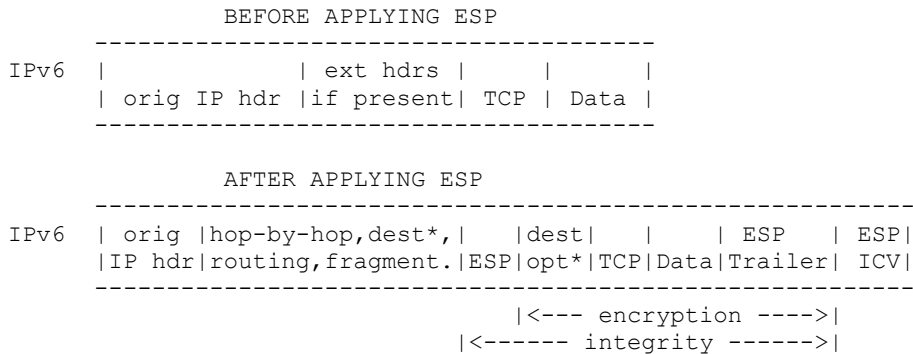 BEFORE APPLYING ESP
---------------------------------------
IPv6 | | ext hdrs | | |
| orig IP hdr |if present| TCP | Data |
---------------------------------------
AFTER APPLYING ESP
---------------------------------------------------------
IPv6 | orig |hop-by-hop,dest*,| |dest| | | ESP | ESP|
|IP hdr|routing,fragment.|ESP|opt*|TCP|Data|Trailer| ICV|
---------------------------------------------------------
|<--- encryption ---->|
|<------ integrity ------>|